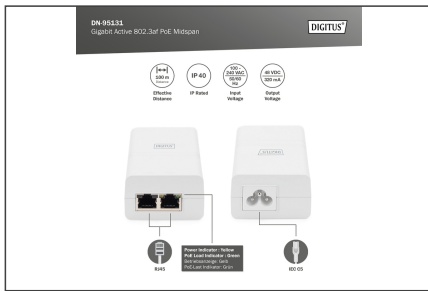 DN-95131
Gigabit Active 802.3af PoE Midspan
DIGITUS®
100 m
Distance
IP 40
100 -
240 VAC
50/60
Hz
48 VDC
320 mA
Effective
Distance
IP Rated
Input
Voltage
Output
Voltage
DIGITUS
DIGITUS
Power Indicator : Yellow
PoE Load Indicator : Green
Betriebsanzeige: Gelb
PoE-Last Indicator: Grün
RJ45
IEC C5